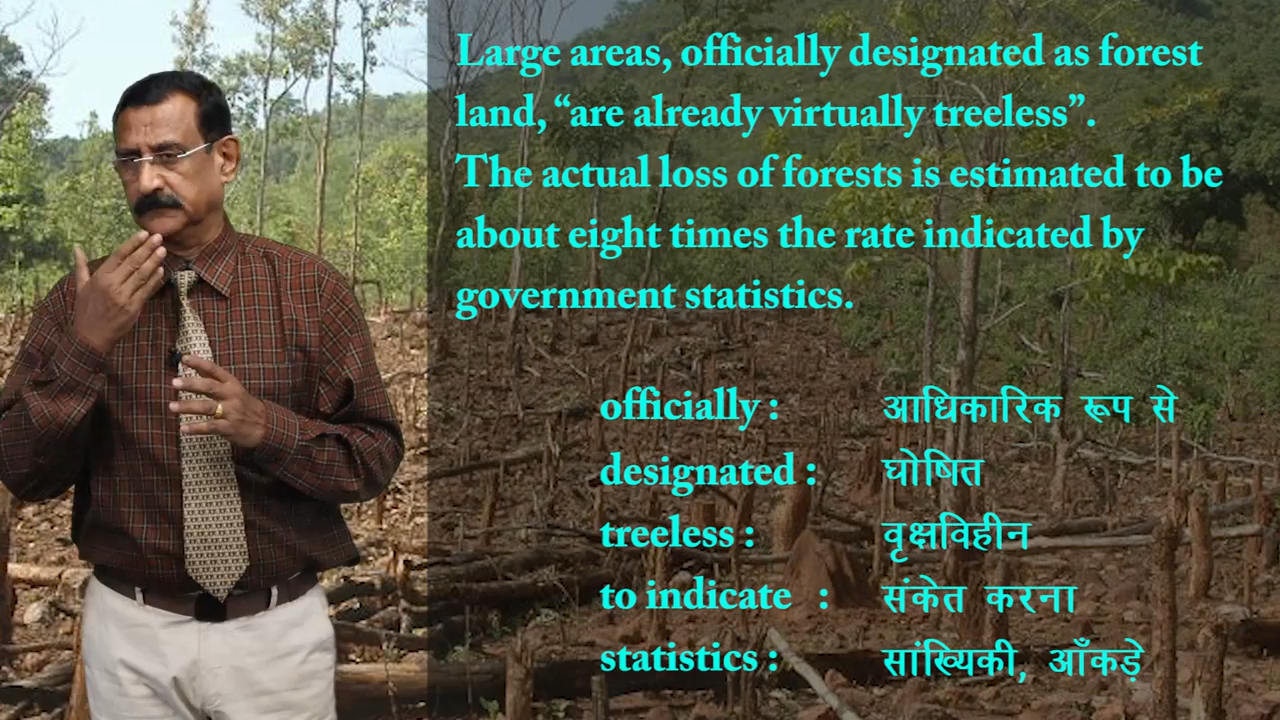 Large areas, officially designated as forest
land, “are already virtually treeless”.
The actual loss of forests is estimated to be
about eight times the rate indicated by
government statistics.
officially : आधिकारिक रूप से
designated : घोषित
treeless : वृक्षविहीन
to indicate : संकेत करना
statistics : सांख्यिकी, आँकड़े